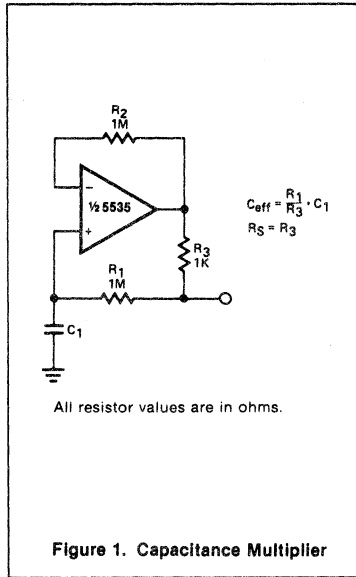 R2
1M
−
½ 5535
+
Ceff = R1/R3 · C1
RS = R3
R3
1K
R1
1M
C1
All resistor values are in ohms.
Figure 1. Capacitance Multiplier